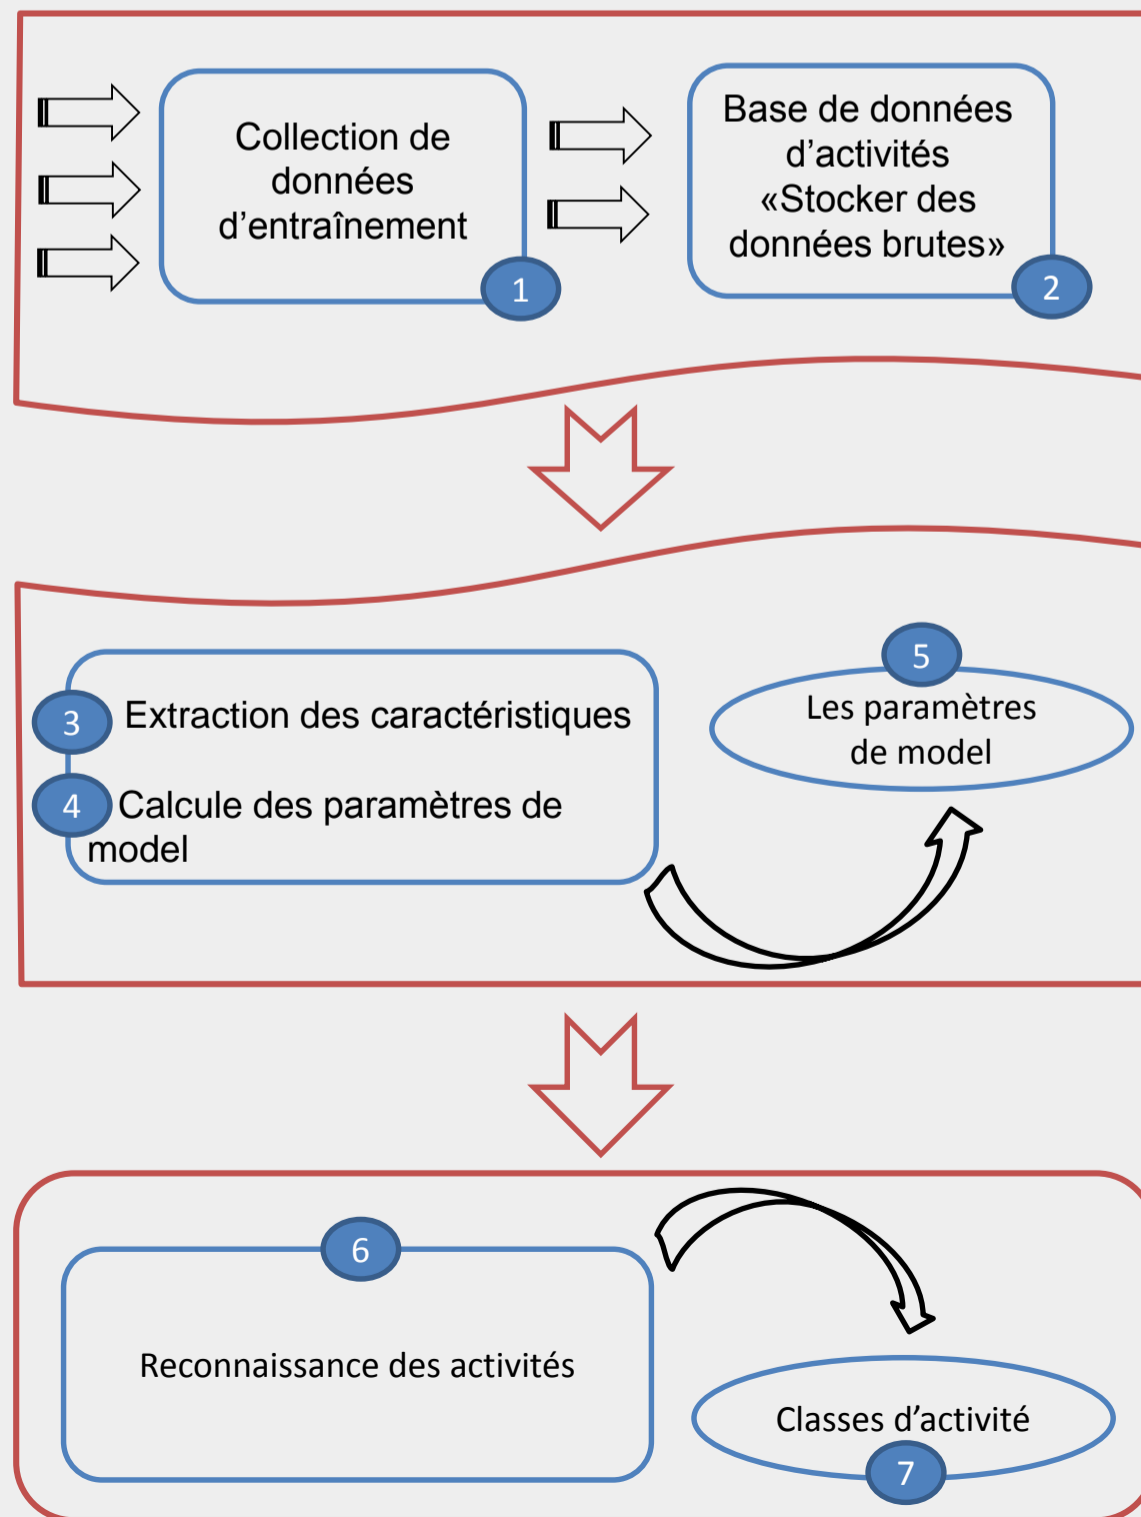 Collection de
données
d'entraînement
1
Base de données
d'activités
«Stocker des
données brutes»
2
3 Extraction des caractéristiques
4 Calcule des paramètres de
model
5
Les paramètres
de model
6
Reconnaissance des activités
Classes d'activité
7